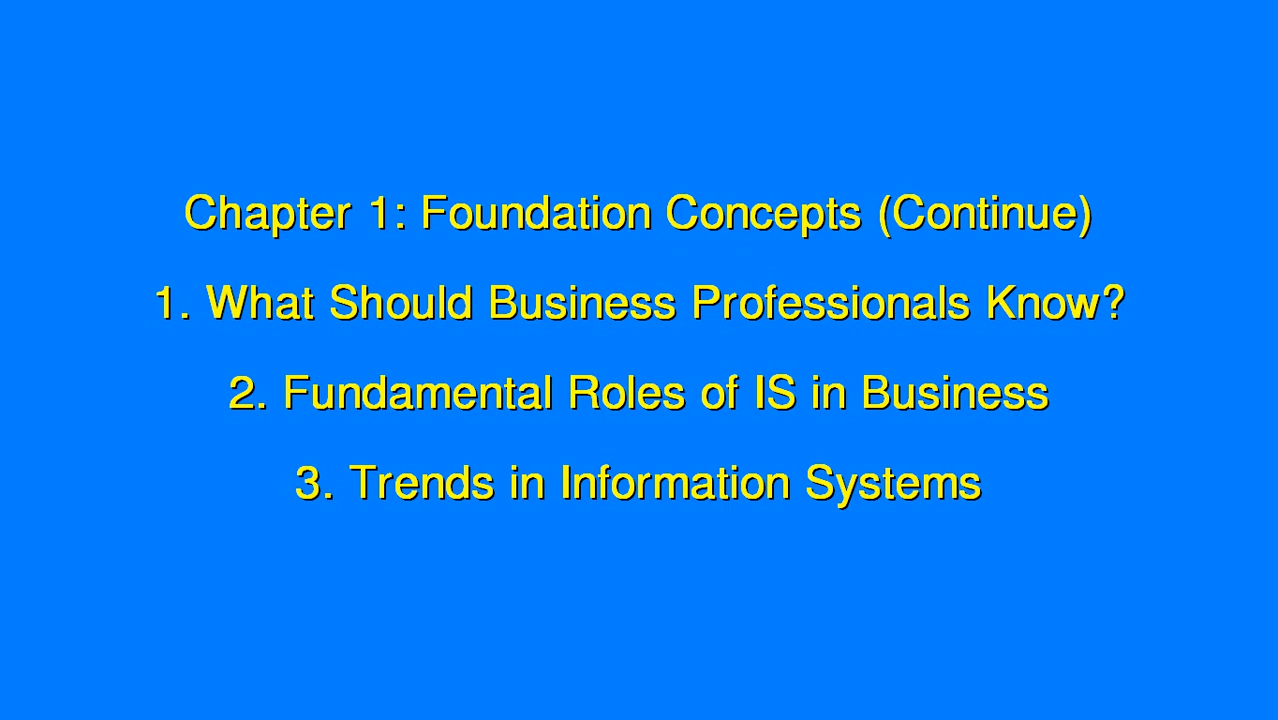 Chapter 1: Foundation Concepts (Continue)
1. What Should Business Professionals Know?
2. Fundamental Roles of IS in Business
3. Trends in Information Systems